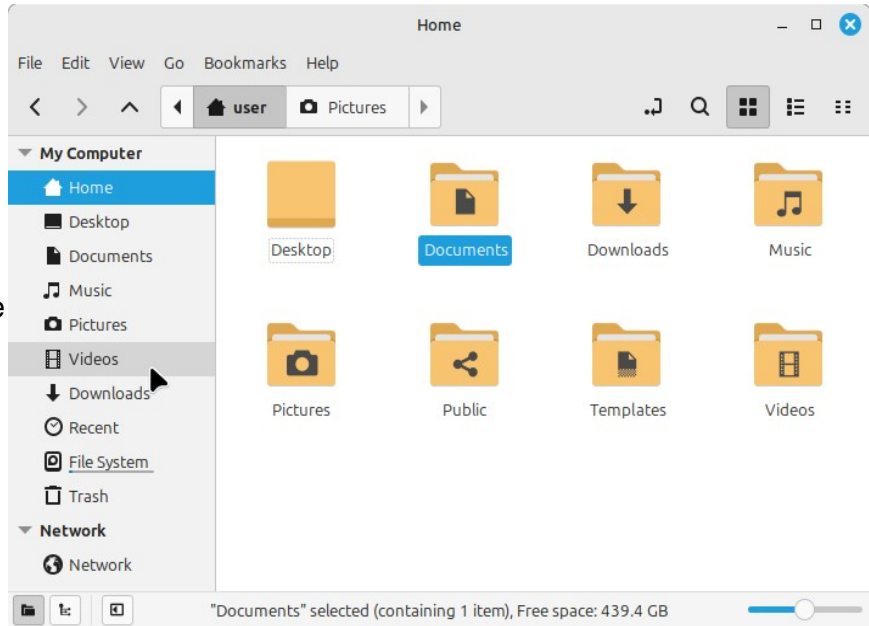 Home
File Edit View Go Bookmarks Help
user Pictures
My Computer
Home
Desktop
Documents
Music
Pictures
Videos
Downloads
Recent
File System
Trash
Network
Network
Desktop Documents Downloads Music
Pictures Public Templates Videos
"Documents" selected (containing 1 item), Free space: 439.4 GB
e